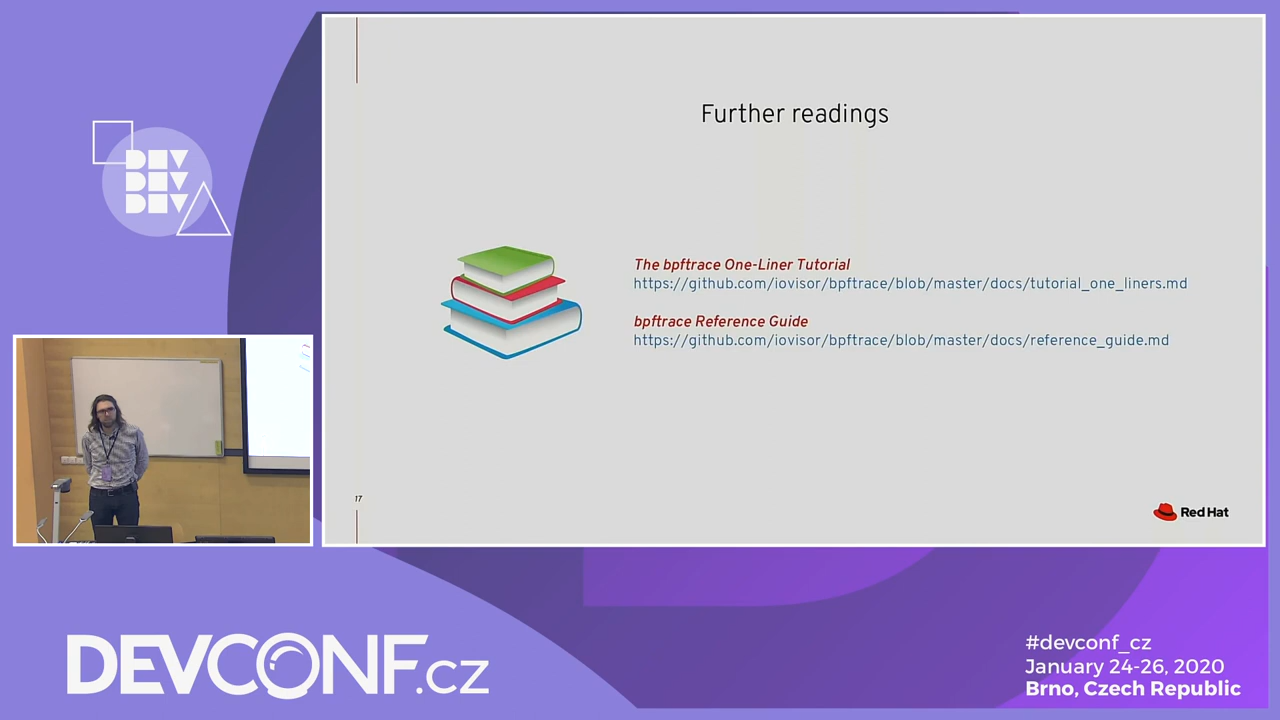 DEV
DEV
DEV
Further readings
The bpftrace One-Liner Tutorial
https://github.com/iovisor/bpftrace/blob/master/docs/tutorial_one_liners.md
bpftrace Reference Guide
https://github.com/iovisor/bpftrace/blob/master/docs/reference_guide.md
17
Red Hat
DEVCONF.cz
#devconf_cz
January 24-26, 2020
Brno, Czech Republic